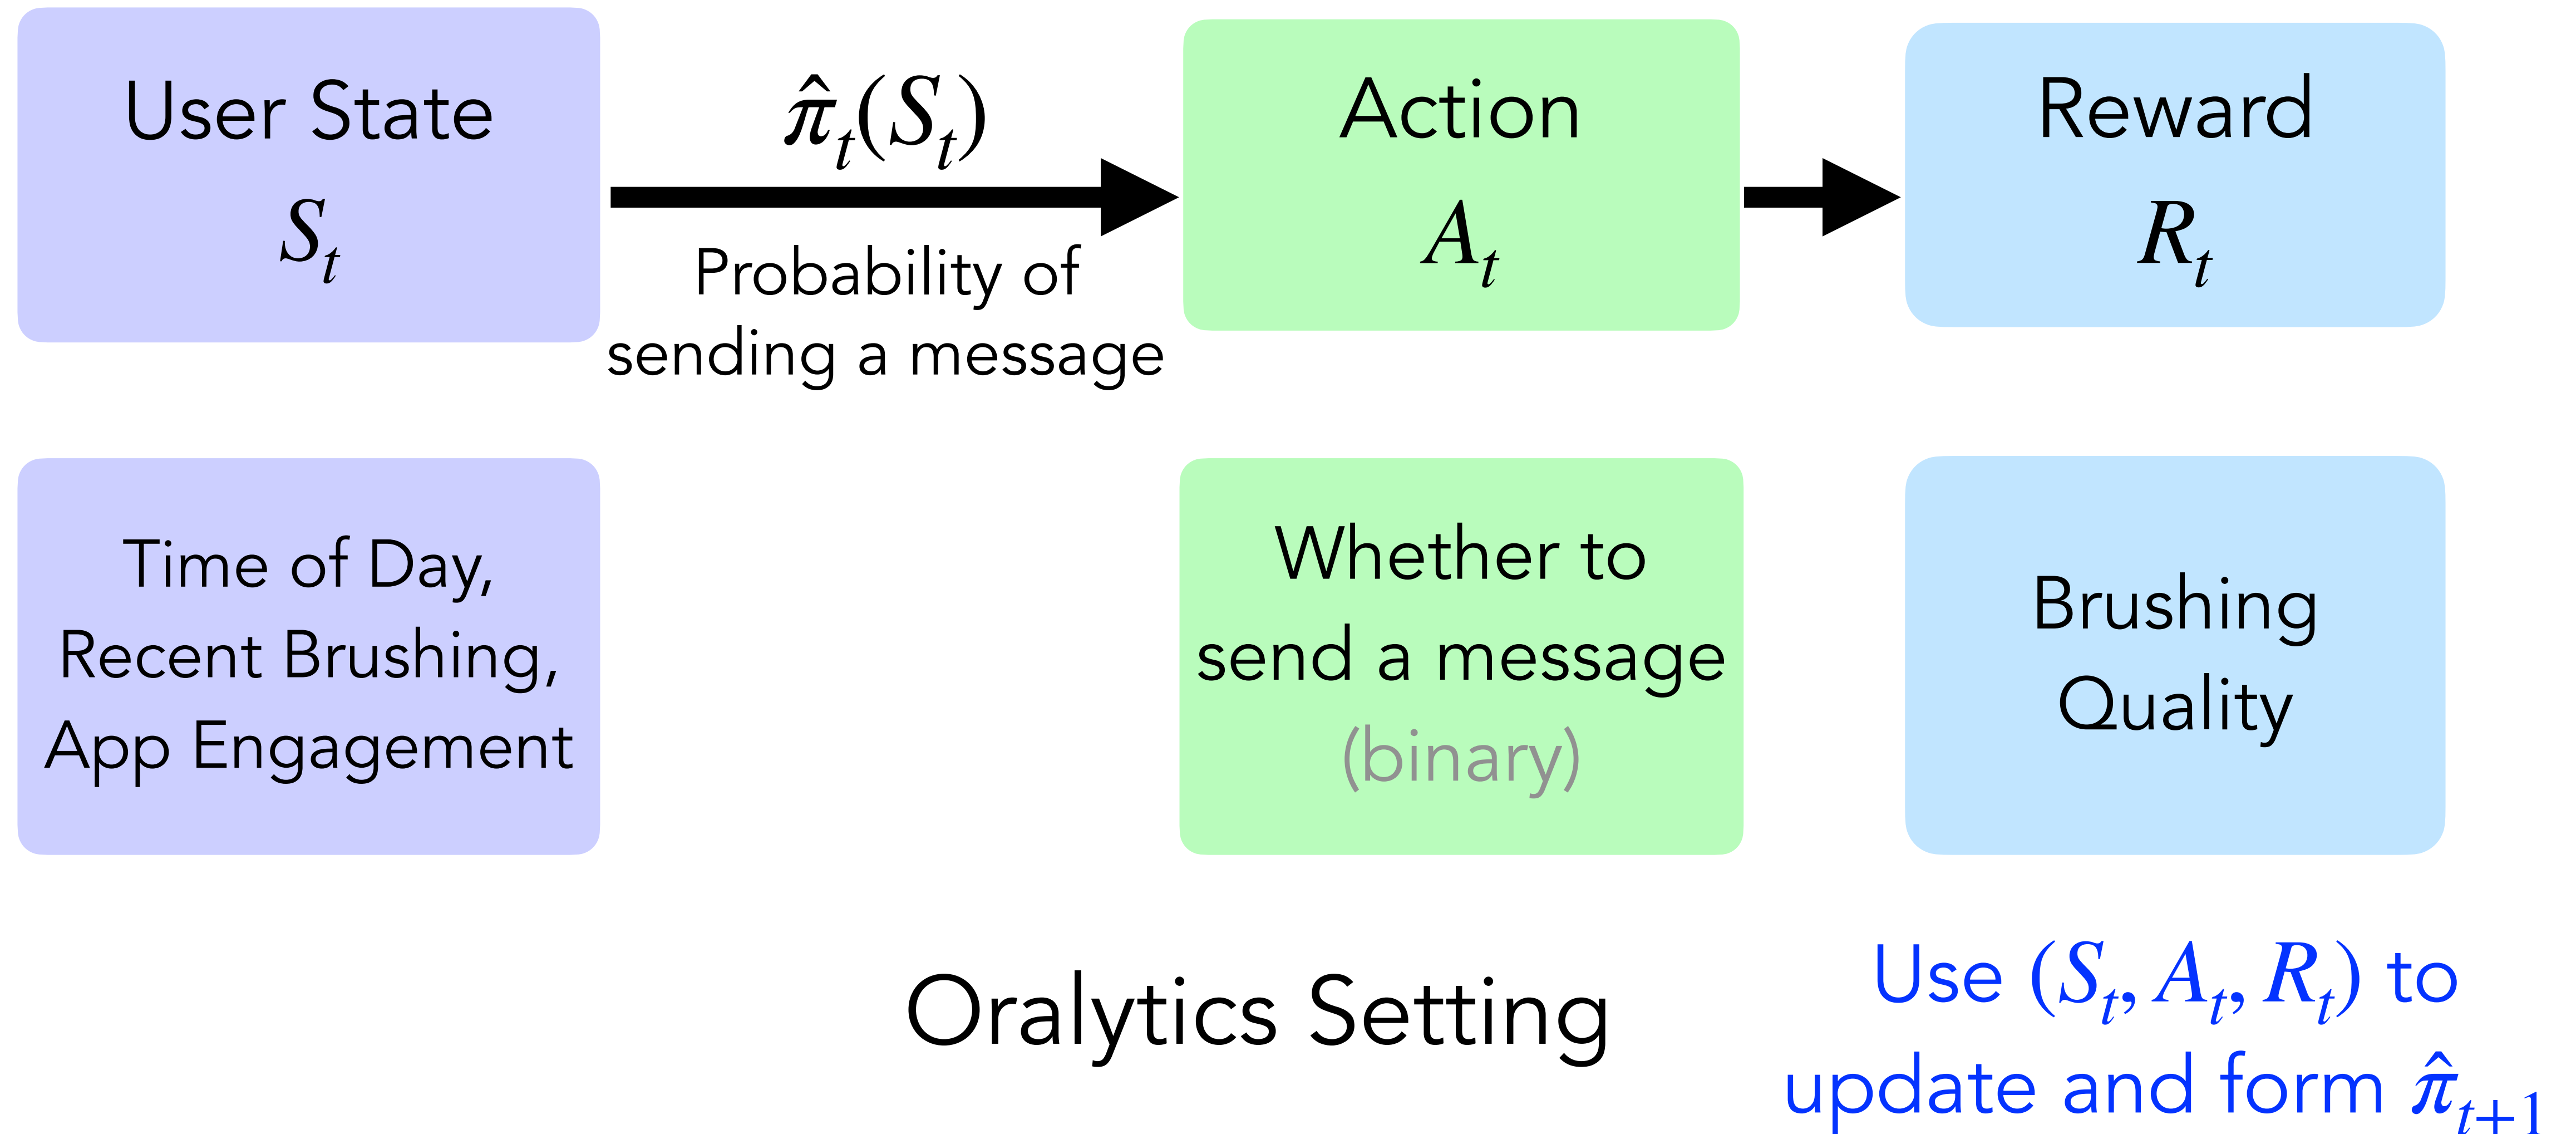 User State
S_t
π̂_t(S_t)
Probability of
sending a message
Action
A_t
Reward
R_t
Time of Day,
Recent Brushing,
App Engagement
Whether to
send a message
(binary)
Brushing
Quality
Oralytics Setting
Use (S_t, A_t, R_t) to
update and form π̂_{t+1}